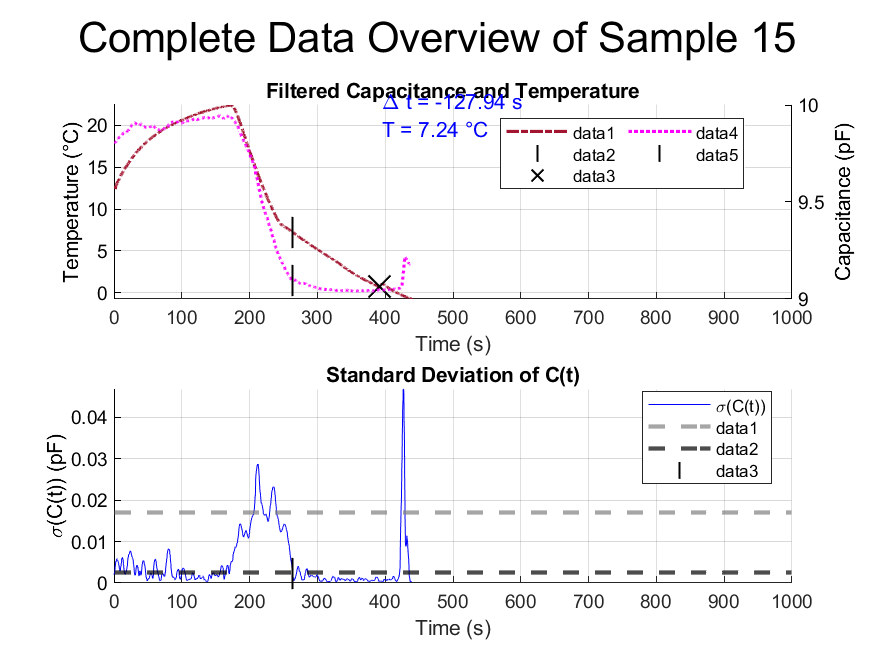 Complete Data Overview of Sample 15
Filtered Capacitance and Temperature
Δ t = -127.94 s
T = 7.24 °C
data1
data2
data3
data4
data5
Temperature (°C)
20
15
10
5
0
Capacitance (pF)
10
9.5
9
0 100 200 300 400 500 600 700 800 900 1000
Time (s)
Standard Deviation of C(t)
σ(C(t))
data1
data2
data3
σ(C(t)) (pF)
0.04
0.03
0.02
0.01
0
0 100 200 300 400 500 600 700 800 900 1000
Time (s)